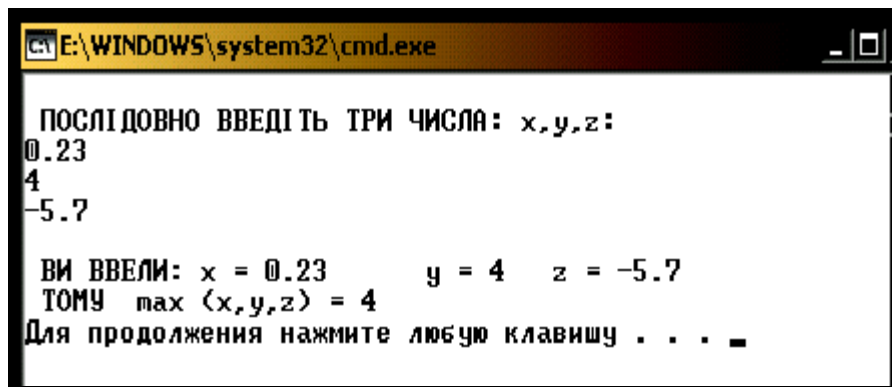 E:\WINDOWS\system32\cmd.exe
ПОСЛІДОВНО ВВЕДІТЬ ТРИ ЧИСЛА: x,y,z:
0.23
4
-5.7
ВИ ВВЕЛИ: x = 0.23 y = 4 z = -5.7
ТОМУ max (x,y,z) = 4
Для продолжения нажмите любую клавишу . . . _